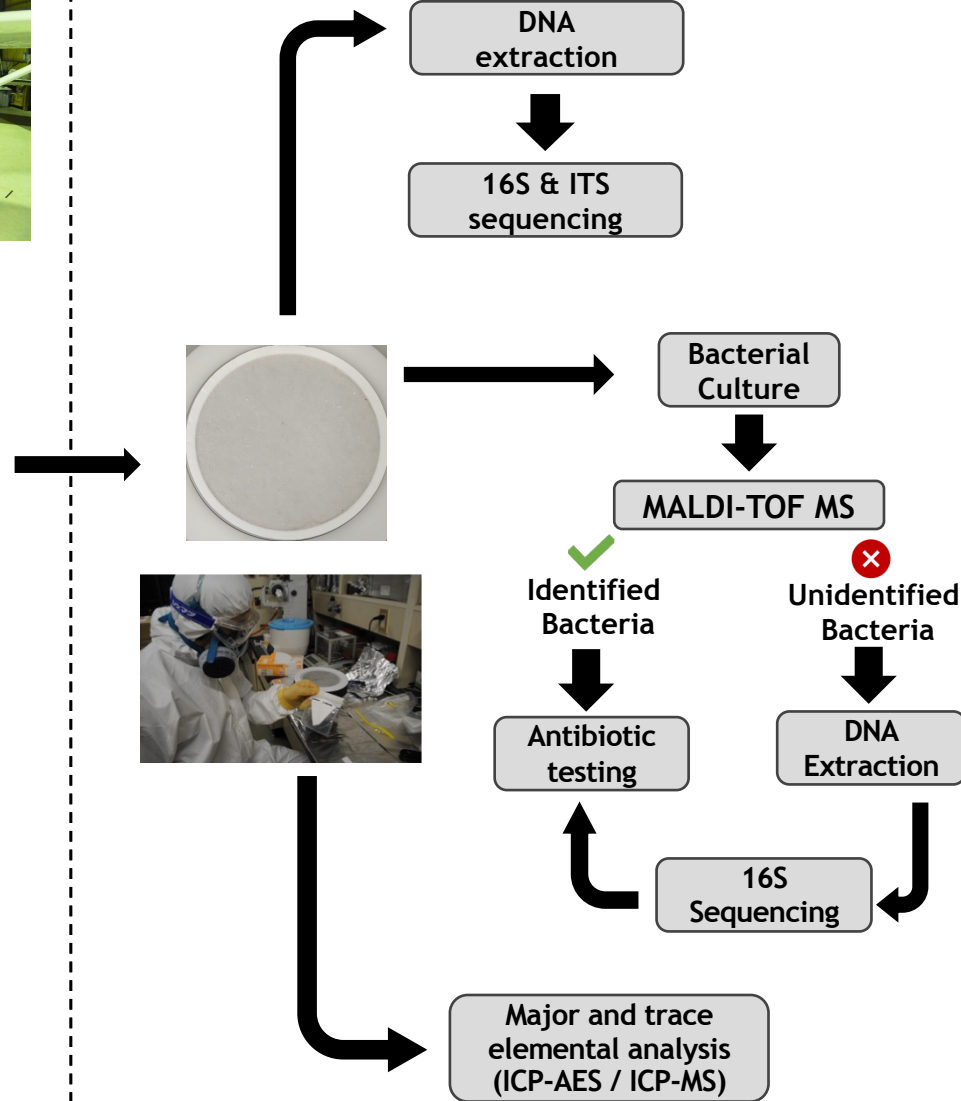 DNA
extraction
16S & ITS
sequencing
Bacterial
Culture
MALDI-TOF MS
Identified
Bacteria
Unidentified
Bacteria
Antibiotic
testing
DNA
Extraction
16S
Sequencing
Major and trace
elemental analysis
(ICP-AES / ICP-MS)